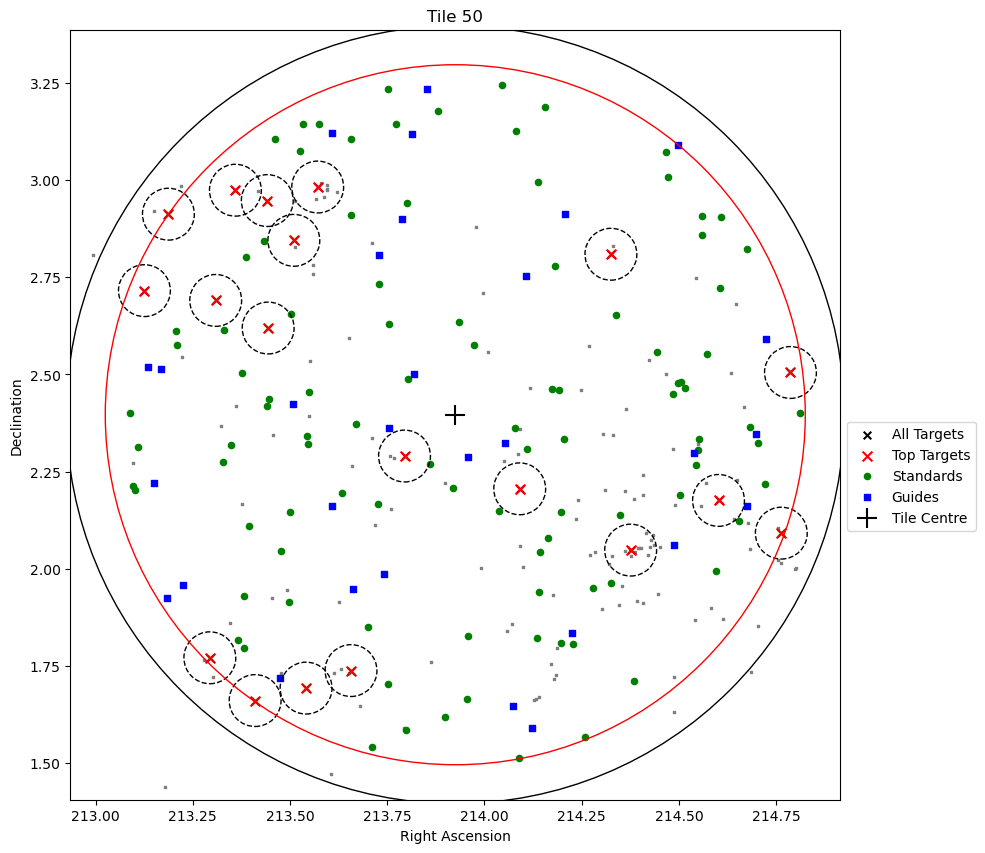 Tile 50
3.25
3.00
2.75
2.50
2.25
2.00
1.75
1.50
Declination
213.00 213.25 213.50 213.75 214.00 214.25 214.50 214.75
Right Ascension
All Targets
Top Targets
Standards
Guides
Tile Centre